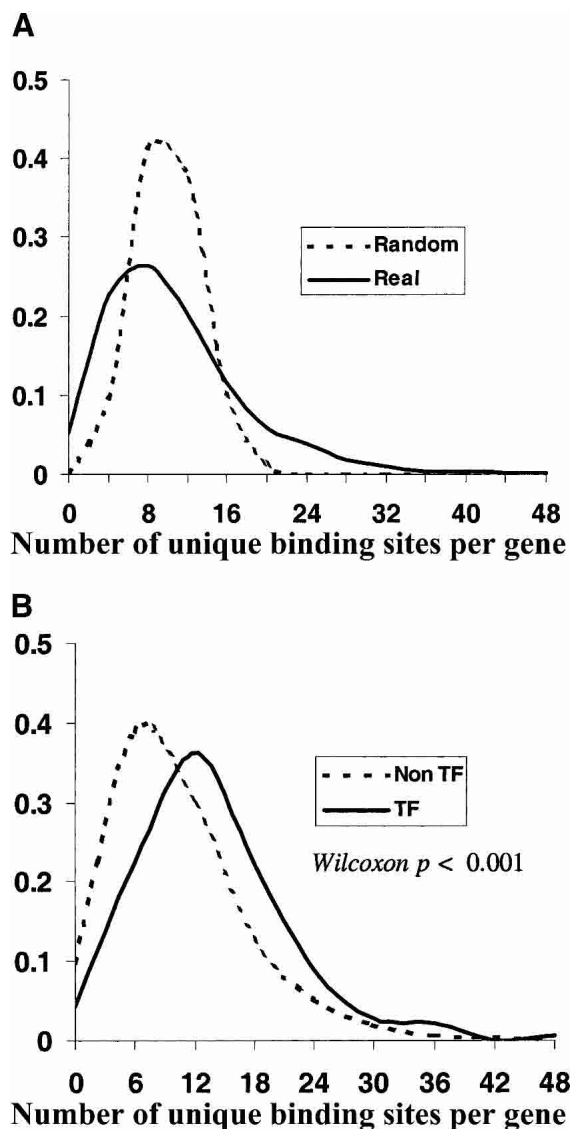 A
0.5
0.4
0.3
0.2
0.1
0
Random
Real
0 8 16 24 32 40 48
Number of unique binding sites per gene
B
0.5
0.4
0.3
0.2
0.1
0
Non TF
TF
Wilcoxon p < 0.001
0 6 12 18 24 30 36 42 48
Number of unique binding sites per gene